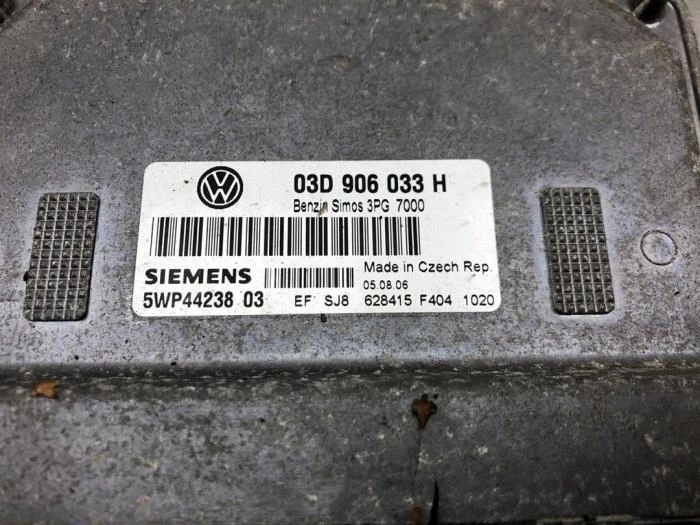 03D 906 033 H
Benzin Simos 3PG 7000
SIEMENS
Made in Czech Rep.
05.08.06
5WP44238 03
EF SJ8 628415 F404 1020